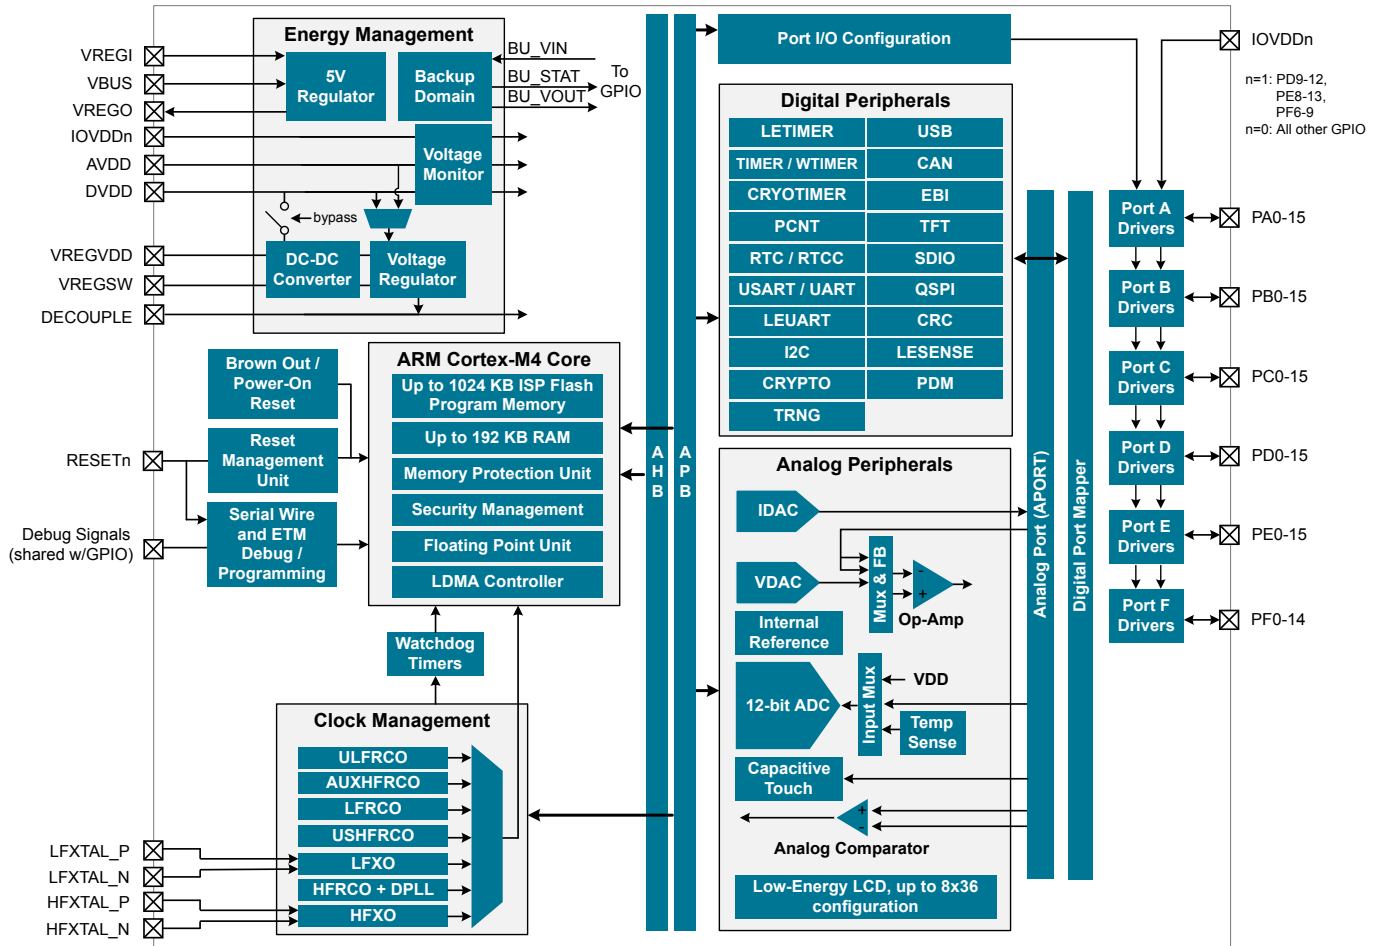 Energy Management
VREGI
VBUS
VREGO
IOVDDn
AVDD
DVDD
VREGVDD
VREGSW
DECOUPLE
5V
Regulator
Backup
Domain
BU_VIN
BU_STAT
BU_VOUT
To
GPIO
Voltage
Monitor
bypass
DC-DC
Converter
Voltage
Regulator
Brown Out /
Power-On
Reset
Reset
Management
Unit
Serial Wire
and ETM
Debug /
Programming
RESETn
Debug Signals
(shared w/GPIO)
ARM Cortex-M4 Core
Up to 1024 KB ISP Flash
Program Memory
Up to 192 KB RAM
Memory Protection Unit
Security Management
Floating Point Unit
LDMA Controller
Watchdog
Timers
Clock Management
ULFRCO
AUXHFRCO
LFRCO
USHFRCO
LFXO
HFRCO + DPLL
HFXO
LFXTAL_P
LFXTAL_N
HFXTAL_P
HFXTAL_N
A
H
B
A
P
B
Port I/O Configuration
Digital Peripherals
LETIMER
USB
TIMER / WTIMER
CAN
CRYOTIMER
EBI
PCNT
TFT
RTC / RTCC
SDIO
USART / UART
QSPI
LEUART
CRC
I2C
LESENSE
CRYPTO
PDM
TRNG
Analog Peripherals
IDAC
VDAC
Mux & FB
-
+
Op-Amp
Internal
Reference
12-bit ADC
Input Mux
VDD
Temp
Sense
Capacitive
Touch
+
-
Analog Comparator
Low-Energy LCD, up to 8x36
configuration
Analog Port (APORT)
Digital Port Mapper
IOVDDn
n=1: PD9-12,
PE8-13,
PF6-9
n=0: All other GPIO
Port A
Drivers
PA0-15
Port B
Drivers
PB0-15
Port C
Drivers
PC0-15
Port D
Drivers
PD0-15
Port E
Drivers
PE0-15
Port F
Drivers
PF0-14